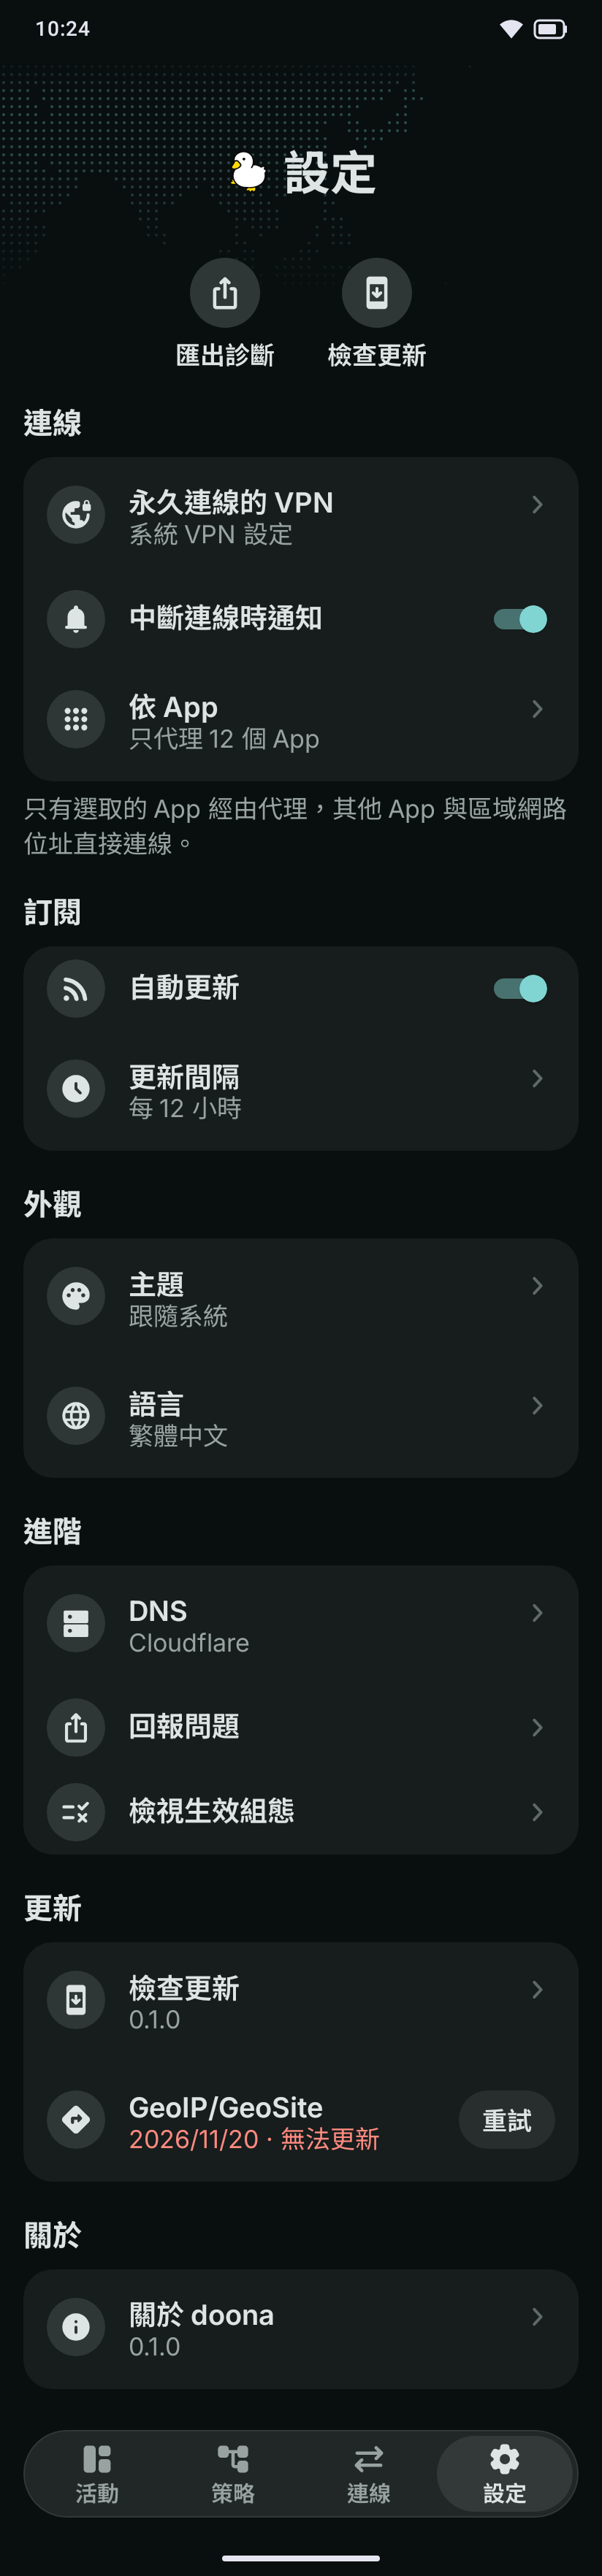 10:24
設定
匯出診斷
檢查更新
連線
永久連線的 VPN
系統 VPN 設定
中斷連線時通知
依 App
只代理 12 個 App
只有選取的 App 經由代理，其他 App 與區域網路
位址直接連線。
訂閱
自動更新
更新間隔
每 12 小時
外觀
主題
跟隨系統
語言
繁體中文
進階
DNS
Cloudflare
回報問題
檢視生效組態
更新
檢查更新
0.1.0
GeoIP/GeoSite
2026/11/20 · 無法更新
重試
關於
關於 doona
0.1.0
活動
策略
連線
設定